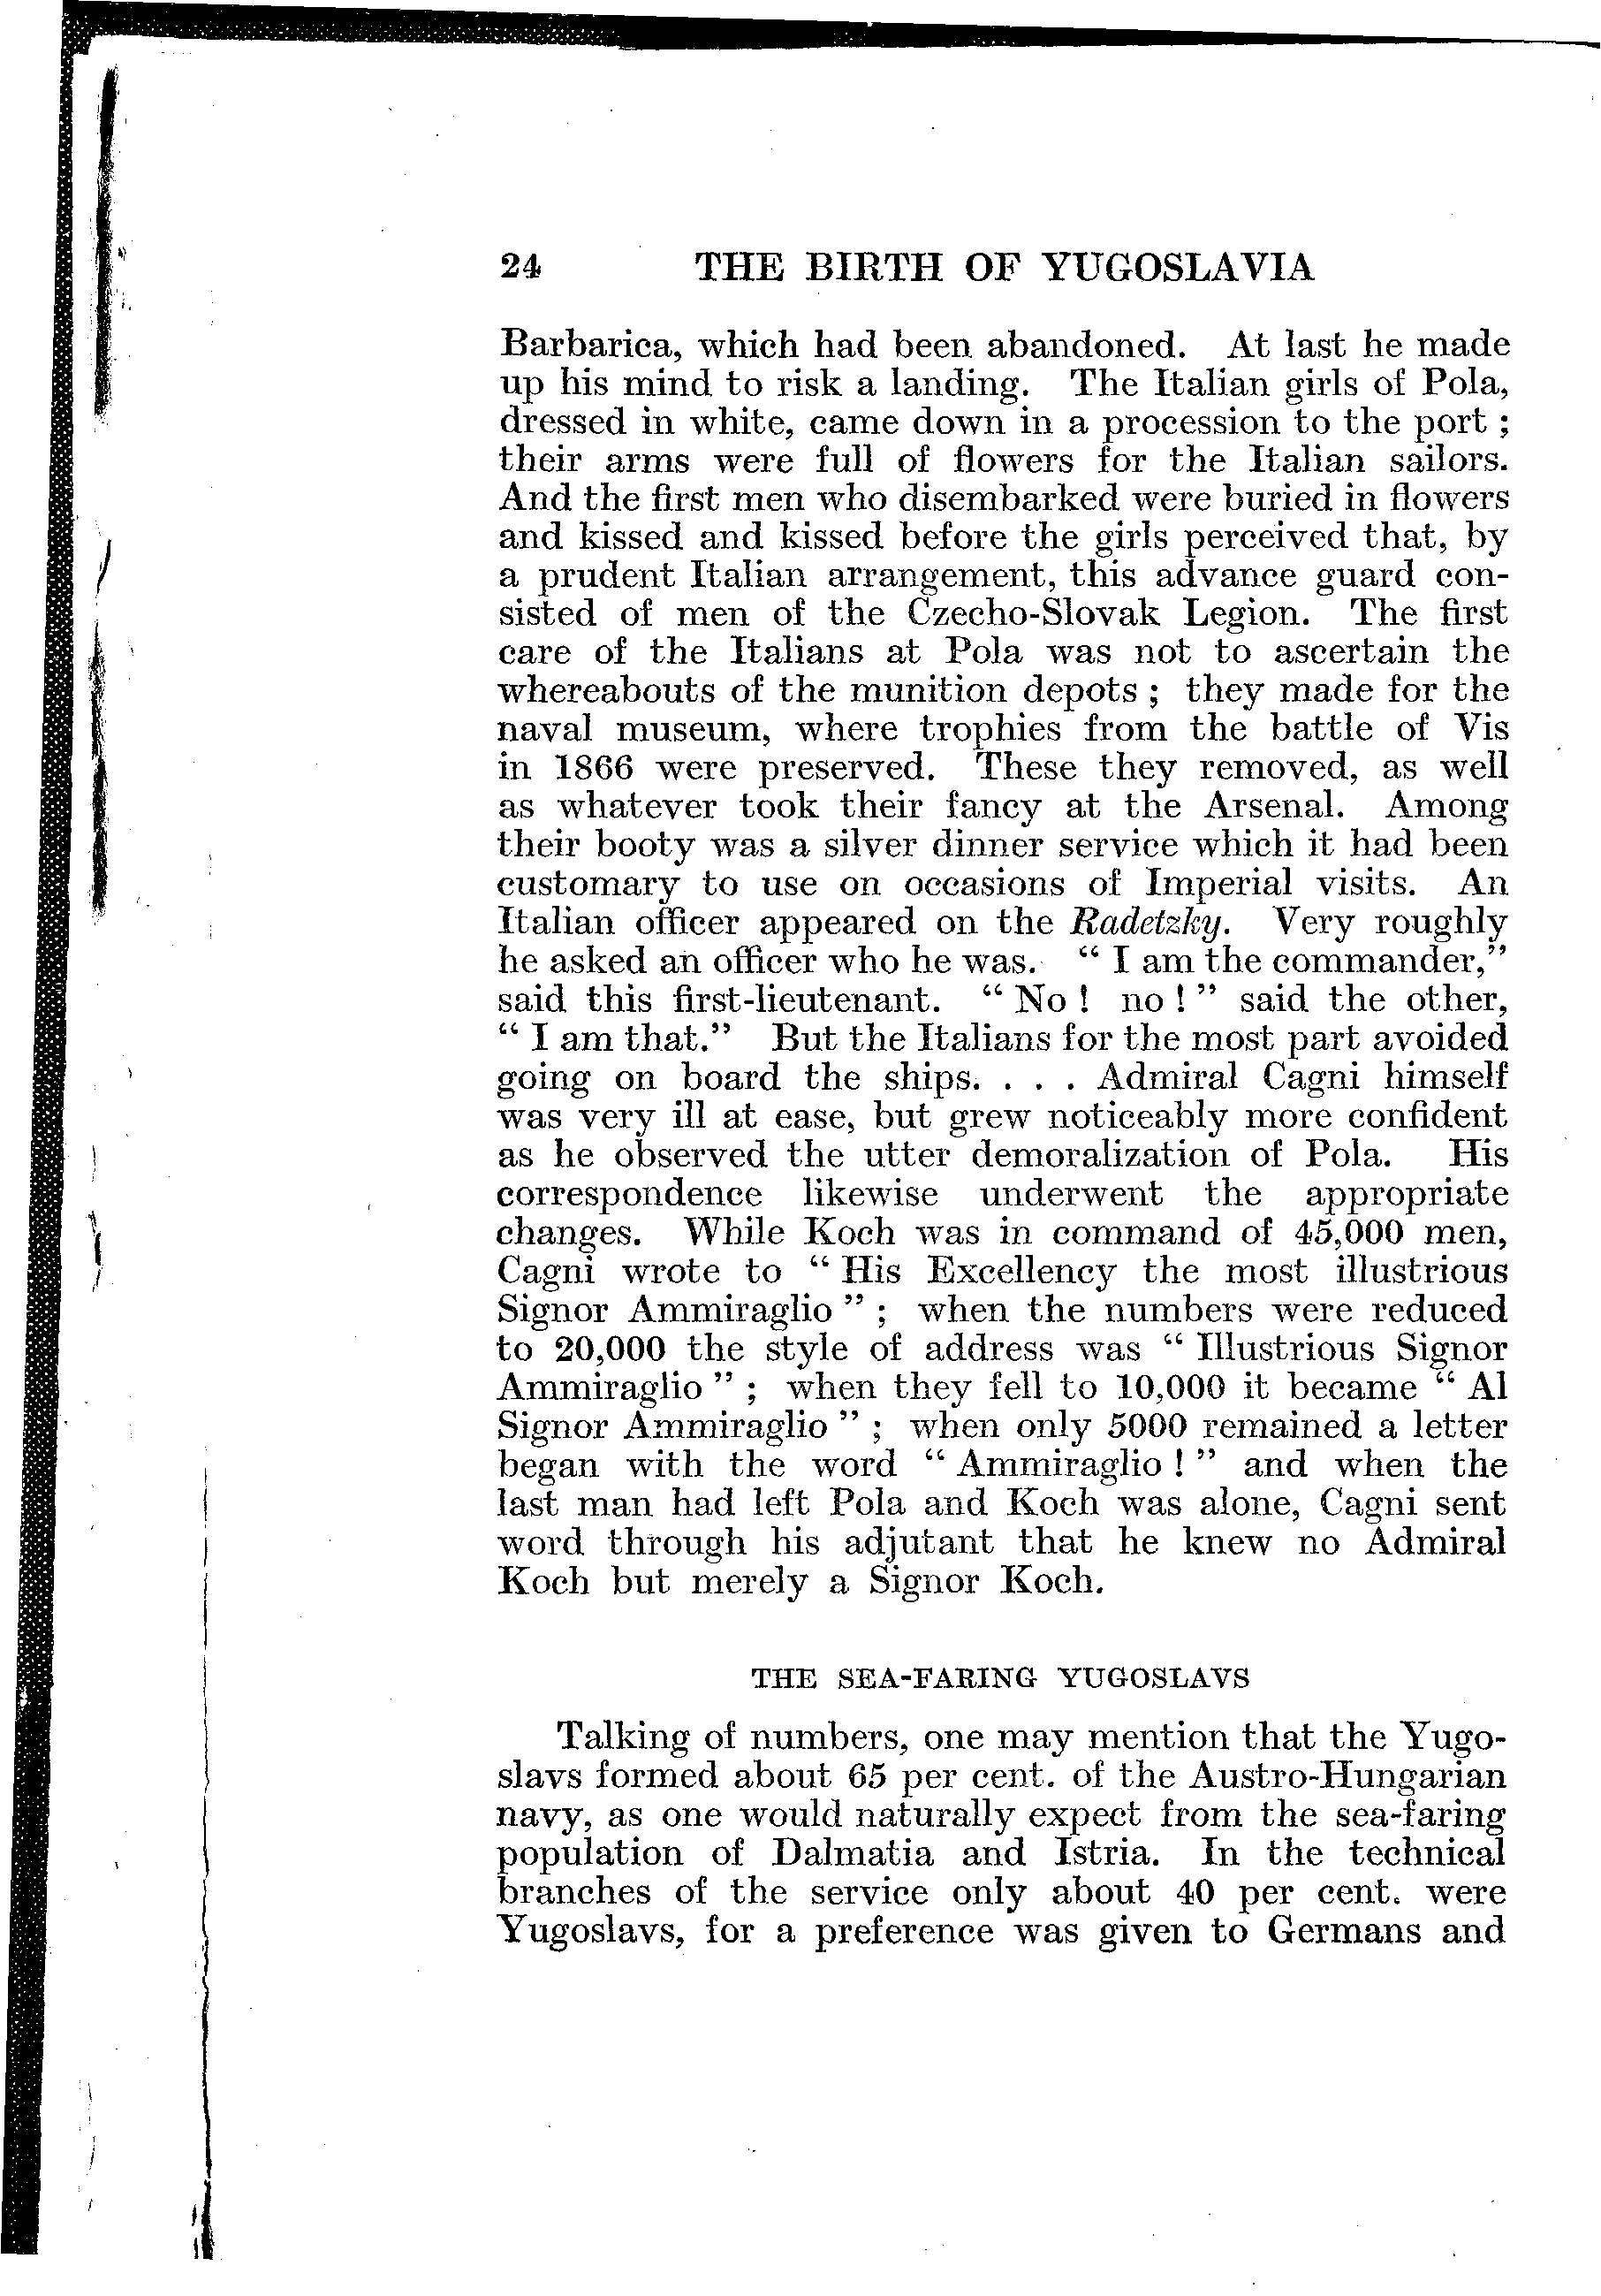 24 THE BIRTH OF YUGOSLAVIA
Barbarica, which had been abandoned. At last he made
up his mind to risk a landing. The Italian girls of Pola,
dressed in white, came down in a procession to the port ;
their arms were full of flowers for the Italian sailors.
And the first men who disembarked were buried in flowers
and kissed and kissed before the girls perceived that, by
a prudent Italian arrangement, this advance guard con-
sisted of men of the Czecho-Slovak Legion. The first
care of the Italians at Pola was not to ascertain the
whereabouts of the munition depots ; they made for the
naval museum, where trophies from the battle of Vis
in 1866 were preserved. These they removed, as well
as whatever took their fancy at the Arsenal. Among
their booty was a silver dinner service which it had been
customary to use on occasions of Imperial visits. An
Italian officer appeared on the Radetzky. Very roughly
he asked an officer who he was. “ I am the commander,”
said this first-lieutenant. “ No ! no ! ” said the other,
“ I am that.” But the Italians for the most part avoided
going on board the ships. . . . Admiral Cagni himself
was very ill at ease, but grew noticeably more confident
as he observed the utter demoralization of Pola. His
correspondence likewise underwent the appropriate
changes. While Koch was in command of 45,000 men,
Cagni wrote to “ His Excellency the most illustrious
Signor Ammiraglio ” ; when the numbers were reduced
to 20,000 the style of address was “ Illustrious Signor
Ammiraglio ” ; when they fell to 10,000 it became “ Al
Signor Ammiraglio ” ; when only 5000 remained a letter
began with the word “ Ammiraglio ! ” and when the
last man had left Pola and Koch was alone, Cagni sent
word through his adjutant that he knew no Admiral
Koch but merely a Signor Koch.
THE SEA-FARING YUGOSLAVS
Talking of numbers, one may mention that the Yugo-
slavs formed about 65 per cent. of the Austro-Hungarian
navy, as one would naturally expect from the sea-faring
population of Dalmatia and Istria. In the technical
branches of the service only about 40 per cent. were
Yugoslavs, for a preference was given to Germans and